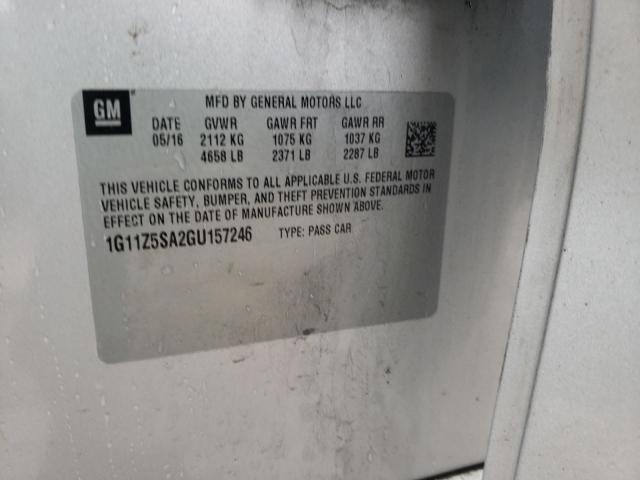 GM
MFD BY GENERAL MOTORS LLC
DATE GVWR GAWR FRT GAWR RR
05/16 2112 KG 1075 KG 1037 KG
4658 LB 2371 LB 2287 LB
THIS VEHICLE CONFORMS TO ALL APPLICABLE U.S. FEDERAL MOTOR
VEHICLE SAFETY, BUMPER, AND THEFT PREVENTION STANDARDS IN
EFFECT ON THE DATE OF MANUFACTURE SHOWN ABOVE.
1G11Z5SA2GU157246 TYPE: PASS CAR